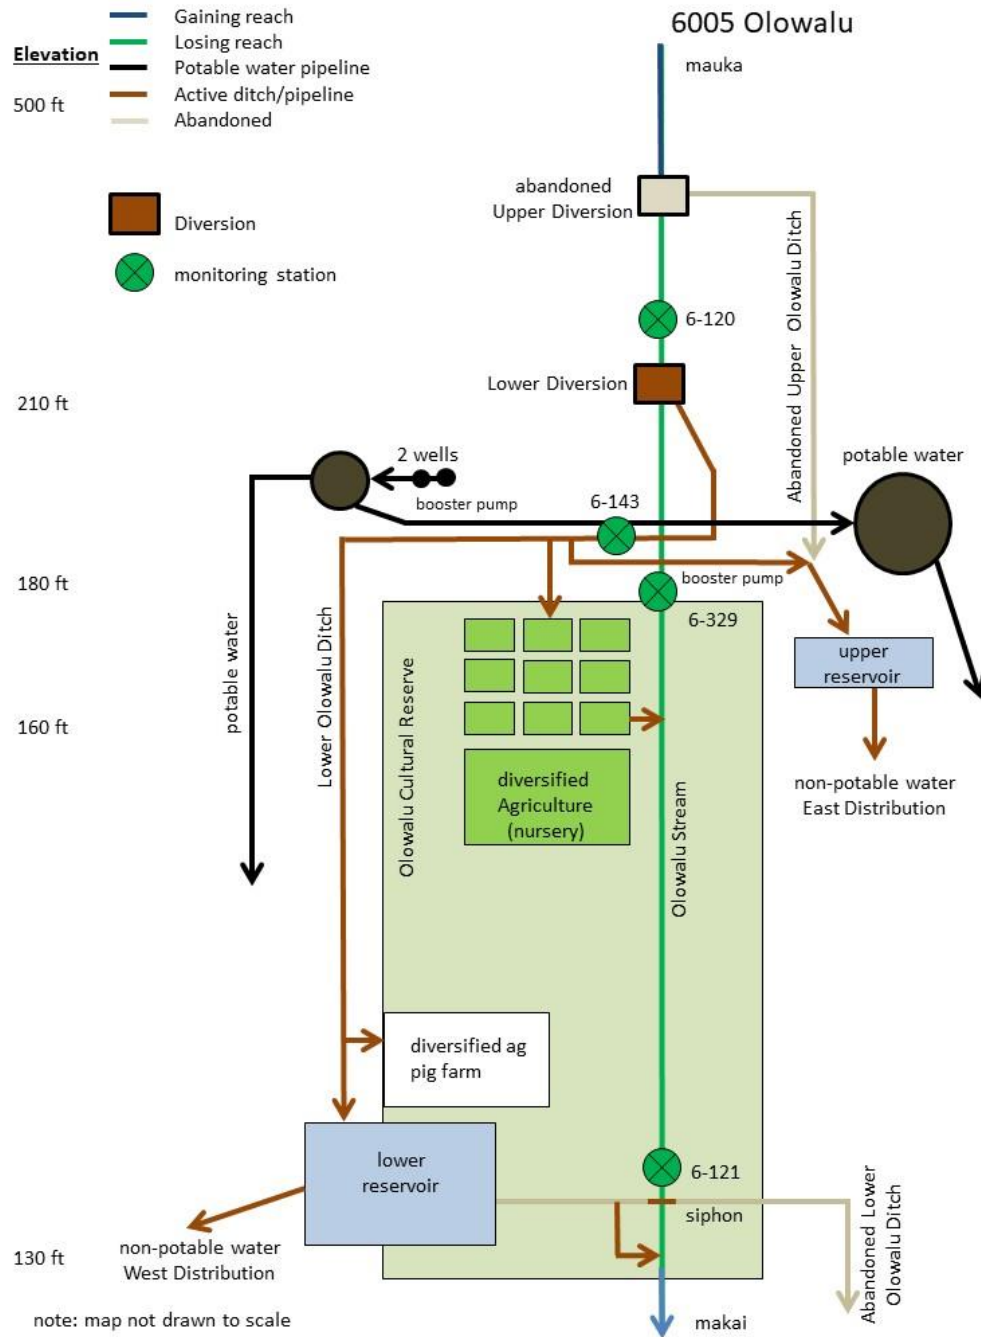 6005 Olowalu
Elevation
Gaining reach
Losing reach
Potable water pipeline
Active ditch/pipeline
Abandoned
500 ft
mauka
Diversion
monitoring station
abandoned
Upper Diversion
Abandoned Upper Olowalu Ditch
6-120
Lower Diversion
210 ft
2 wells
booster pump
6-143
potable water
180 ft
booster pump
6-329
upper
reservoir
potable water
Lower Olowalu Ditch
Olowalu Cultural Reserve
160 ft
diversified
Agriculture
(nursery)
Olowalu Stream
non-potable water
East Distribution
diversified ag
pig farm
lower
reservoir
6-121
siphon
Abandoned Lower
Olowalu Ditch
non-potable water
West Distribution
130 ft
note: map not drawn to scale
makai